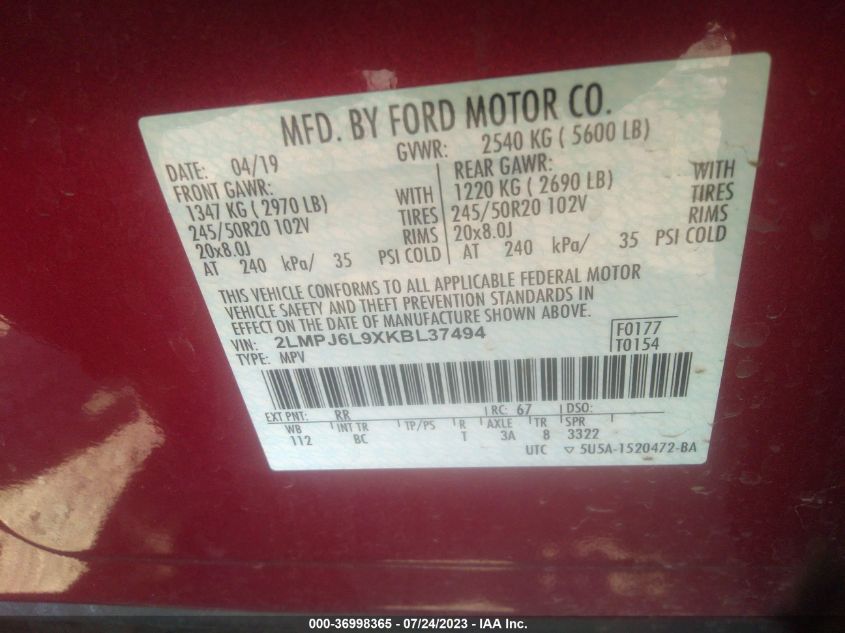 MFD. BY FORD MOTOR CO.
DATE: 04/19 GVWR: 2540 KG ( 5600 LB)
FRONT GAWR: REAR GAWR:
1347 KG ( 2970 LB) WITH 1220 KG ( 2690 LB) WITH
245/50R20 102V TIRES 245/50R20 102V TIRES
20x8.0J RIMS 20x8.0J RIMS
AT 240 kPa/ 35 PSI COLD AT 240 kPa/ 35 PSI COLD
THIS VEHICLE CONFORMS TO ALL APPLICABLE FEDERAL MOTOR
VEHICLE SAFETY AND THEFT PREVENTION STANDARDS IN
EFFECT ON THE DATE OF MANUFACTURE SHOWN ABOVE.
VIN: 2LMPJ6L9XKBL37494 F0177
TYPE: MPV T0154
EXT PNT: RR RC: 67 DSO:
WB INT TR TP/PS R AXLE TR SPR
112 BC T 3A 8 3322
UTC ▽ 5U5A-1520472-BA
000-36998365 - 07/24/2023 - IAA Inc.